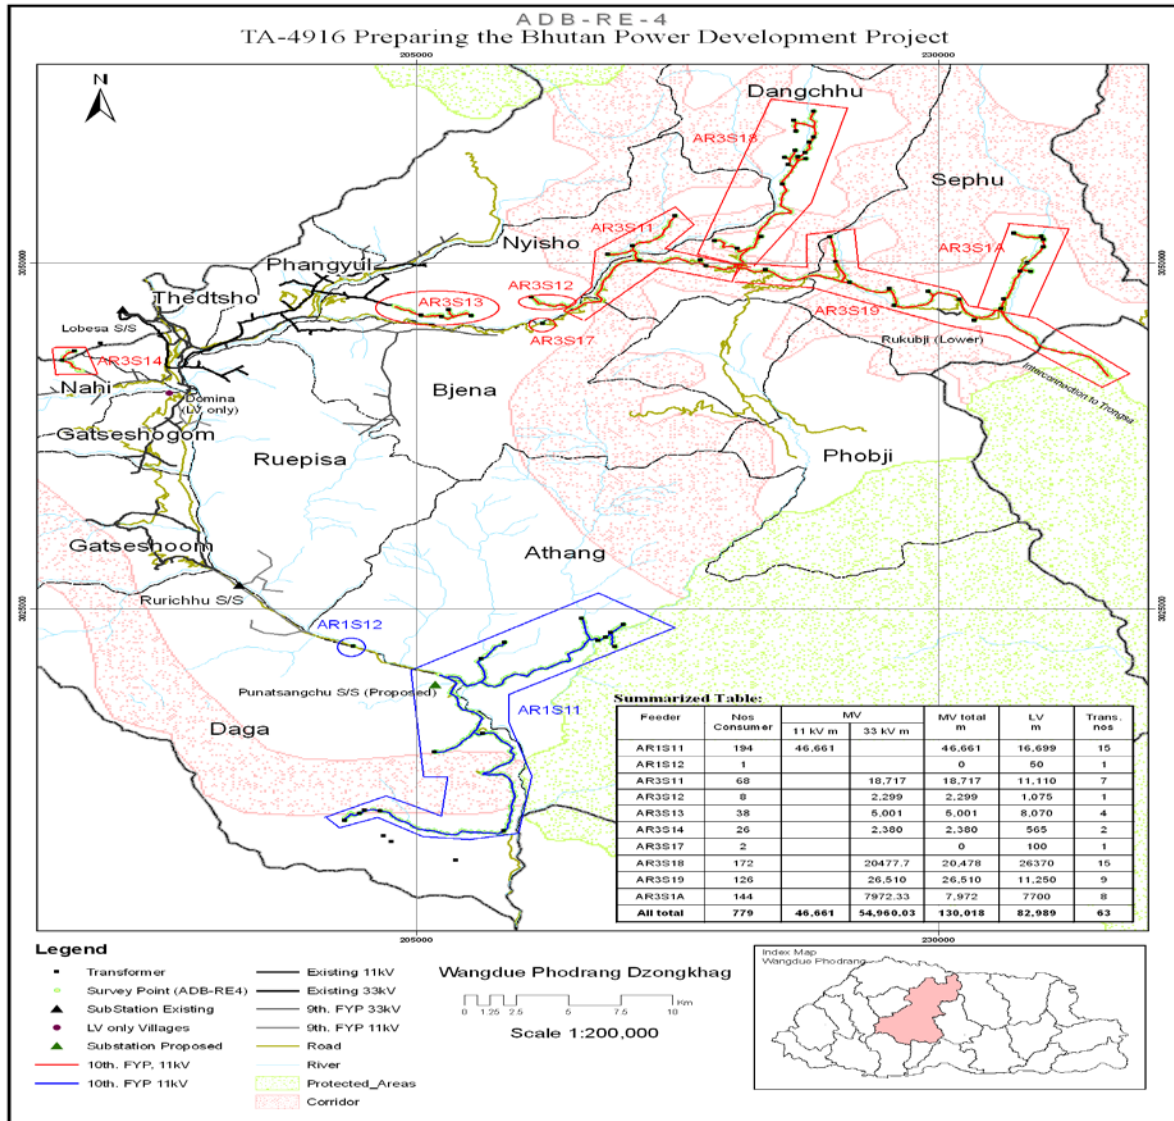 ADB-RE-4
TA-4916 Preparing the Bhutan Power Development Project
205000
230000
N
Dangchhu
AR3S18
Sephu
AR3S11
Nyisho
AR3S1A
3050000
3050000
Phangyul
AR3S12
Thedtsho
AR3S13
AR3S19
Lobesa S/S
AR3S17
Rukubji (Lower)
AR3S14
Nahi
Interconnection to Trongsa
Bjena
Domina
(LV only)
Gatseshogom
Ruepisa
Phobji
Gatseshoom
Athang
Rurichhu S/S
3025000
3025000
AR1S12
Punatsangchu S/S (Proposed)
AR1S11
Daga
Summarized Table:
Feeder Nos Consumer MV MV total m LV m Trans. nos
11 kV m 33 kV m
AR1S11 194 46,661 46,661 16,699 15
AR1S12 1 0 50 1
AR3S11 68 18,717 18,717 11,110 7
AR3S12 8 2,299 2,299 1,075 1
AR3S13 38 5,001 5,001 8,070 4
AR3S14 26 2,380 2,380 565 2
AR3S17 2 0 100 1
AR3S18 172 20477.7 20,478 26370 15
AR3S19 126 26,510 26,510 11,250 9
AR3S1A 144 7972.33 7,972 7700 8
All total 779 46,661 54,960.03 130,018 82,989 63
205000
230000
Legend
Transformer
Survey Point (ADB-RE4)
SubStation Existing
LV only Villages
Substation Proposed
10th. FYP, 11kV
10th. FYP 11kV
Existing 11kV
Existing 33kV
9th. FYP 33kV
9th. FYP 11kV
Road
River
Protected_Areas
Corridor
Wangdue Phodrang Dzongkhag
0 1.25 2.5 5 7.5 10 Km
Scale 1:200,000
Index Map
Wangdue Phodrang